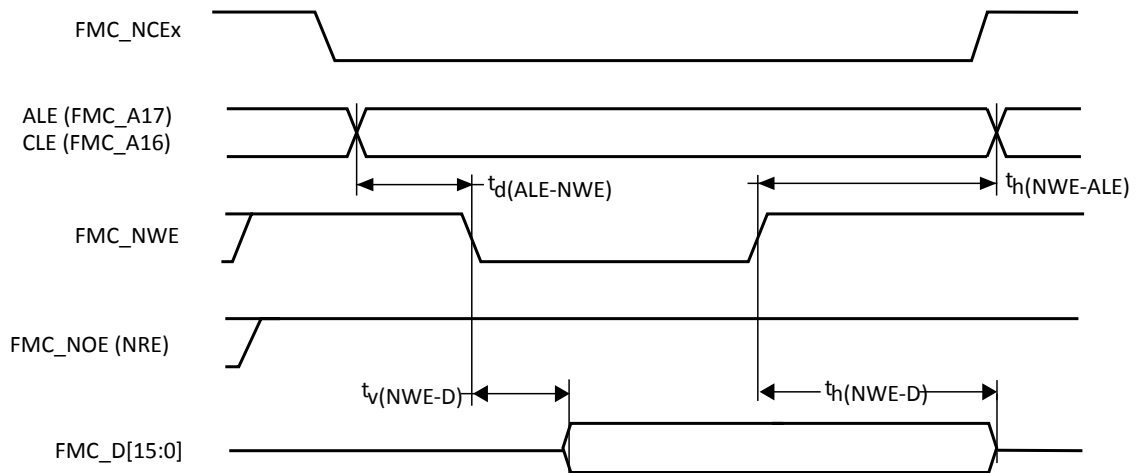 FMC_NCEx
ALE (FMC_A17)
CLE (FMC_A16)
td(ALE-NWE)
th(NWE-ALE)
FMC_NWE
FMC_NOE (NRE)
tv(NWE-D)
th(NWE-D)
FMC_D[15:0]